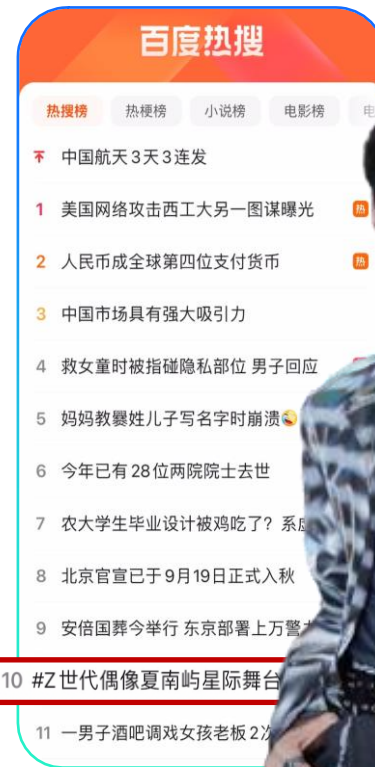 百度热搜
热搜榜 热梗榜 小说榜 电影榜 电
中国航天3天3连发
1 美国网络攻击西工大另一图谋曝光 热
2 人民币成全球第四位支付货币 热
3 中国市场具有强大吸引力
4 救女童时被指碰隐私部位 男子回应
5 妈妈教爨姓儿子写名字时崩溃
6 今年已有28位两院院士去世
7 农大学生毕业设计被鸡吃了？系
8 北京官宣已于9月19日正式入秋
9 安倍国葬今举行 东京部署上万警
10 #Z世代偶像夏南屿星际舞台
11 一男子酒吧调戏女孩老板2